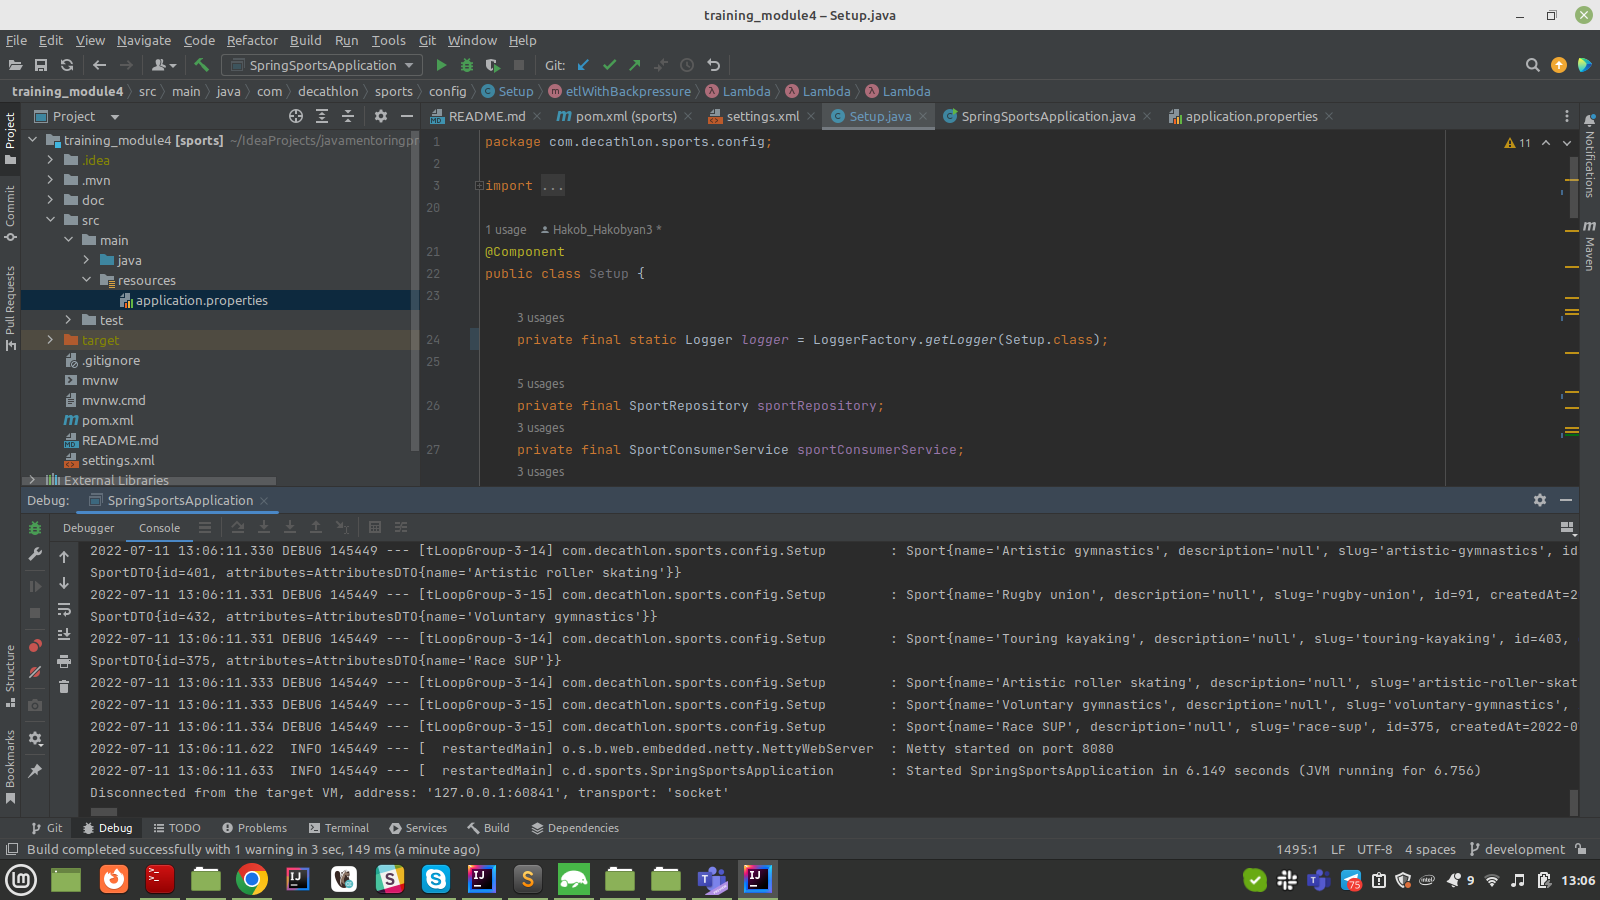 training_module4 – Setup.java
File Edit View Navigate Code Refactor Build Run Tools Git Window Help
SpringSportsApplication Git:
training_module4 src main java com decathlon sports config Setup etlWithBackpressure Lambda Lambda Lambda
Project
README.md pom.xml (sports) settings.xml Setup.java SpringSportsApplication.java application.properties
training_module4 [sports] ~/IdeaProjects/javamentoringpr
.idea
.mvn
doc
src
main
java
resources
application.properties
test
target
.gitignore
mvnw
mvnw.cmd
pom.xml
README.md
settings.xml
External Libraries
Project
Commit
Pull Requests
Structure
Bookmarks
1 package com.decathlon.sports.config;
11
2
3 import ...
20
1 usage Hakob_Hakobyan3 *
21 @Component
22 public class Setup {
23
3 usages
24 private final static Logger logger = LoggerFactory.getLogger(Setup.class);
25
5 usages
26 private final SportRepository sportRepository;
3 usages
27 private final SportConsumerService sportConsumerService;
3 usages
Notifications
Maven
Debug: SpringSportsApplication
Debugger Console
2022-07-11 13:06:11.330 DEBUG 145449 --- [tLoopGroup-3-14] com.decathlon.sports.config.Setup : Sport{name='Artistic gymnastics', description='null', slug='artistic-gymnastics', id
SportDTO{id=401, attributes=AttributesDTO{name='Artistic roller skating'}}
2022-07-11 13:06:11.331 DEBUG 145449 --- [tLoopGroup-3-15] com.decathlon.sports.config.Setup : Sport{name='Rugby union', description='null', slug='rugby-union', id=91, createdAt=2
SportDTO{id=432, attributes=AttributesDTO{name='Voluntary gymnastics'}}
2022-07-11 13:06:11.331 DEBUG 145449 --- [tLoopGroup-3-14] com.decathlon.sports.config.Setup : Sport{name='Touring kayaking', description='null', slug='touring-kayaking', id=403,
SportDTO{id=375, attributes=AttributesDTO{name='Race SUP'}}
2022-07-11 13:06:11.333 DEBUG 145449 --- [tLoopGroup-3-14] com.decathlon.sports.config.Setup : Sport{name='Artistic roller skating', description='null', slug='artistic-roller-skat
2022-07-11 13:06:11.333 DEBUG 145449 --- [tLoopGroup-3-15] com.decathlon.sports.config.Setup : Sport{name='Voluntary gymnastics', description='null', slug='voluntary-gymnastics',
2022-07-11 13:06:11.334 DEBUG 145449 --- [tLoopGroup-3-15] com.decathlon.sports.config.Setup : Sport{name='Race SUP', description='null', slug='race-sup', id=375, createdAt=2022-0
2022-07-11 13:06:11.622 INFO 145449 --- [ restartedMain] o.s.b.web.embedded.netty.NettyWebServer : Netty started on port 8080
2022-07-11 13:06:11.633 INFO 145449 --- [ restartedMain] c.d.sports.SpringSportsApplication : Started SpringSportsApplication in 6.149 seconds (JVM running for 6.756)
Disconnected from the target VM, address: '127.0.0.1:60841', transport: 'socket'
Git Debug TODO Problems Terminal Services Build Dependencies
Build completed successfully with 1 warning in 3 sec, 149 ms (a minute ago) 1495:1 LF UTF-8 4 spaces development
75 9 13:06